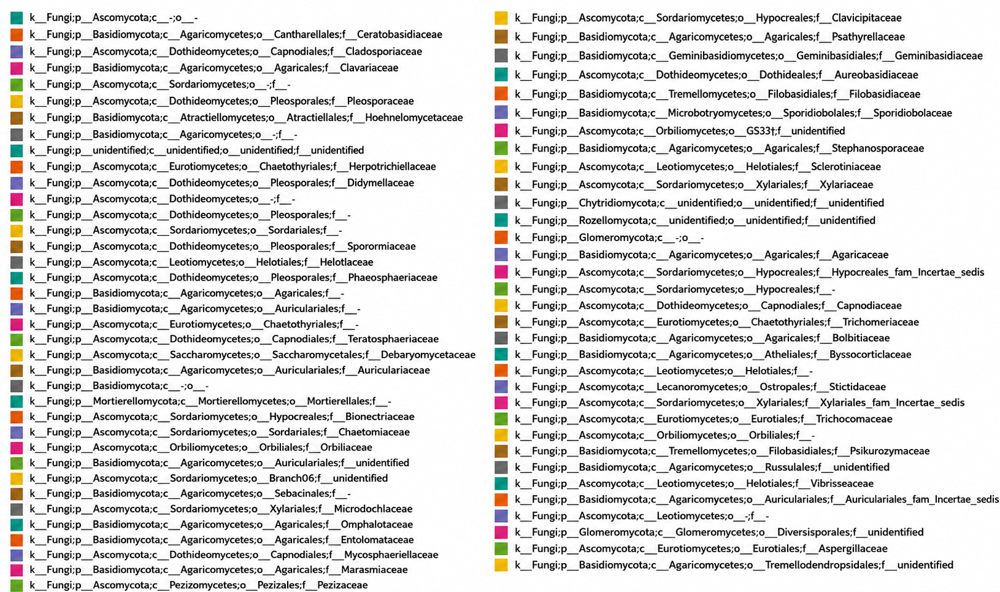 k__Fungi;p__Ascomycota;c__-;o__-
k__Fungi;p__Basidiomycota;c__Agaricomycetes;o__Cantharellales;f__Ceratobasidiaceae
k__Fungi;p__Ascomycota;c__Dothideomycetes;o__Capnodiales;f__Cladosporiaceae
k__Fungi;p__Basidiomycota;c__Agaricomycetes;o__Agaricales;f__Clavariaceae
k__Fungi;p__Ascomycota;c__Sordariomycetes;o__-;f__-
k__Fungi;p__Ascomycota;c__Dothideomycetes;o__Pleosporales;f__Pleosporaceae
k__Fungi;p__Basidiomycota;c__Atractiellomycetes;o__Atractiellales;f__Hoehnelomycetaceae
k__Fungi;p__Basidiomycota;c__Agaricomycetes;o__-;f__-
k__Fungi;p__unidentified;c__unidentified;o__unidentified;f__unidentified
k__Fungi;p__Ascomycota;c__Eurotiomycetes;o__Chaetothyriales;f__Herpotrichiellaceae
k__Fungi;p__Ascomycota;c__Dothideomycetes;o__Pleosporales;f__Didymellaceae
k__Fungi;p__Ascomycota;c__Dothideomycetes;o__-;f__-
k__Fungi;p__Ascomycota;c__Dothideomycetes;o__Pleosporales;f__-
k__Fungi;p__Ascomycota;c__Sordariomycetes;o__Sordariales;f__-
k__Fungi;p__Ascomycota;c__Dothideomycetes;o__Pleosporales;f__Sporormiaceae
k__Fungi;p__Ascomycota;c__Leotiomycetes;o__Helotiales;f__Helotlaceae
k__Fungi;p__Ascomycota;c__Dothideomycetes;o__Pleosporales;f__Phaeosphaeriaceae
k__Fungi;p__Basidiomycota;c__Agaricomycetes;o__Agaricales;f__-
k__Fungi;p__Basidiomycota;c__Agaricomycetes;o__Auriculariales;f__-
k__Fungi;p__Ascomycota;c__Eurotiomycetes;o__Chaetothyriales;f__-
k__Fungi;p__Ascomycota;c__Dothideomycetes;o__Capnodiales;f__Teratosphaeriaceae
k__Fungi;p__Ascomycota;c__Saccharomycetes;o__Saccharomycetales;f__Debaryomycetaceae
k__Fungi;p__Basidiomycota;c__Agaricomycetes;o__Auriculariales;f__Auriculariaceae
k__Fungi;p__Basidiomycota;c__-;o__-
k__Fungi;p__Mortierellomycota;c__Mortierellomycetes;o__Mortierellales;f__-
k__Fungi;p__Ascomycota;c__Sordariomycetes;o__Hypocreales;f__Bionectriaceae
k__Fungi;p__Ascomycota;c__Sordariomycetes;o__Sordariales;f__Chaetomiaceae
k__Fungi;p__Ascomycota;c__Orbiliomycetes;o__Orbiliales;f__Orbiliaceae
k__Fungi;p__Basidiomycota;c__Agaricomycetes;o__Auriculariales;f__unidentified
k__Fungi;p__Ascomycota;c__Sordariomycetes;o__Branch06;f__unidentified
k__Fungi;p__Basidiomycota;c__Agaricomycetes;o__Sebacinales;f__-
k__Fungi;p__Ascomycota;c__Sordariomycetes;o__Xylariales;f__Microdochlaceae
k__Fungi;p__Basidiomycota;c__Agaricomycetes;o__Agaricales;f__Omphalotaceae
k__Fungi;p__Basidiomycota;c__Agaricomycetes;o__Agaricales;f__Entolomataceae
k__Fungi;p__Ascomycota;c__Dothideomycetes;o__Capnodiales;f__Mycosphaeriellaceae
k__Fungi;p__Basidiomycota;c__Agaricomycetes;o__Agaricales;f__Marasmiaceae
k__Fungi;p__Ascomycota;c__Pezizomycetes;o__Pezizales;f__Pezizaceae
k__Fungi;p__Ascomycota;c__Sordariomycetes;o__Hypocreales;f__Clavicipitaceae
k__Fungi;p__Basidiomycota;c__Agaricomycetes;o__Agaricales;f__Psathyrellaceae
k__Fungi;p__Basidiomycota;c__Geminibasidiomycetes;o__Geminibasidiales;f__Geminibasidiaceae
k__Fungi;p__Ascomycota;c__Dothideomycetes;o__Dothideales;f__Aureobasidiaceae
k__Fungi;p__Basidiomycota;c__Tremellomycetes;o__Filobasidiales;f__Filobasidiaceae
k__Fungi;p__Basidiomycota;c__Microbotryomycetes;o__Sporidiobolales;f__Sporidiobolaceae
k__Fungi;p__Ascomycota;c__Orbiliomycetes;o__GS33†;f__unidentified
k__Fungi;p__Basidiomycota;c__Agaricomycetes;o__Agaricales;f__Stephanosporaceae
k__Fungi;p__Ascomycota;c__Leotiomycetes;o__Helotiales;f__Sclerotiniaceae
k__Fungi;p__Ascomycota;c__Sordariomycetes;o__Xylariales;f__Xylariaceae
k__Fungi;p__Chytridiomycota;c__unidentified;o__unidentified;f__unidentified
k__Fungi;p__Rozellomycota;c__unidentified;o__unidentified;f__unidentified
k__Fungi;p__Glomeromycota;c__-;o__-
k__Fungi;p__Basidiomycota;c__Agaricomycetes;o__Agaricales;f__Agaricaceae
k__Fungi;p__Ascomycota;c__Sordariomycetes;o__Hypocreales;f__Hypocreales_fam_Incertae_sedis
k__Fungi;p__Ascomycota;c__Sordariomycetes;o__Hypocreales;f__-
k__Fungi;p__Ascomycota;c__Dothideomycetes;o__Capnodiales;f__Capnodiaceae
k__Fungi;p__Ascomycota;c__Eurotiomycetes;o__Chaetothyriales;f__Trichomeriaceae
k__Fungi;p__Basidiomycota;c__Agaricomycetes;o__Agaricales;f__Bolbitiaceae
k__Fungi;p__Basidiomycota;c__Agaricomycetes;o__Atheliales;f__Byssocorticlaceae
k__Fungi;p__Ascomycota;c__Leotiomycetes;o__Helotiales;f__-
k__Fungi;p__Ascomycota;c__Lecanoromycetes;o__Ostropales;f__Stictidaceae
k__Fungi;p__Ascomycota;c__Sordariomycetes;o__Xylariales;f__Xylariales_fam_Incertae_sedis
k__Fungi;p__Ascomycota;c__Eurotiomycetes;o__Eurotiales;f__Trichocomaceae
k__Fungi;p__Ascomycota;c__Orbiliomycetes;o__Orbiliales;f__-
k__Fungi;p__Basidiomycota;c__Tremellomycetes;o__Filobasidiales;f__Psikurozymaceae
k__Fungi;p__Basidiomycota;c__Agaricomycetes;o__Russulales;f__unidentified
k__Fungi;p__Ascomycota;c__Leotiomycetes;o__Helotiales;f__Vibrisseaceae
k__Fungi;p__Basidiomycota;c__Agaricomycetes;o__Auriculariales;f__Auriculariales_fam_Incertae_sedis
k__Fungi;p__Ascomycota;c__Leotiomycetes;o__-;f__-
k__Fungi;p__Glomeromycota;c__Glomeromycetes;o__Diversisporales;f__unidentified
k__Fungi;p__Ascomycota;c__Eurotiomycetes;o__Eurotiales;f__Aspergillaceae
k__Fungi;p__Basidiomycota;c__Agaricomycetes;o__Tremellodendropsidales;f__unidentified